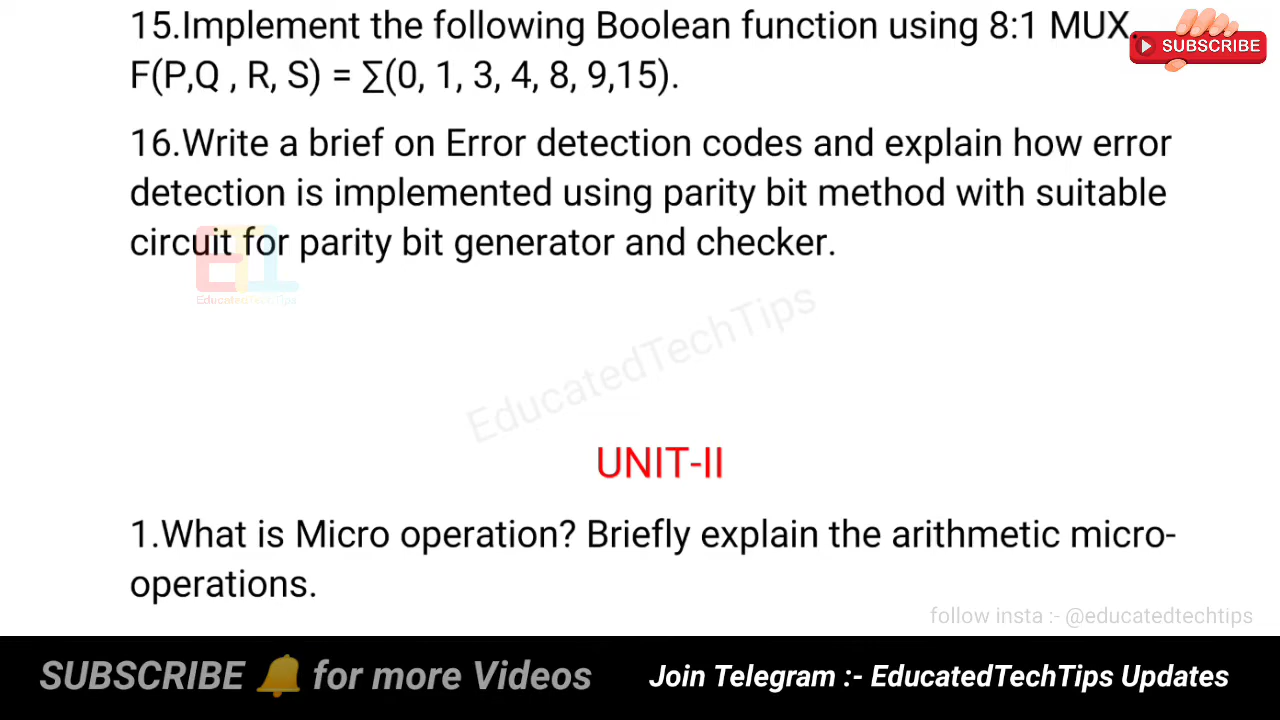 15.Implement the following Boolean function using 8:1 MUX.
SUBSCRIBE
F(P,Q , R, S) = ∑(0, 1, 3, 4, 8, 9,15).
16.Write a brief on Error detection codes and explain how error
detection is implemented using parity bit method with suitable
circuit for parity bit generator and checker.
EducatedTechTips
EducatedTechTips
UNIT-II
1.What is Micro operation? Briefly explain the arithmetic micro-
operations.
follow insta :- @educatedtechtips
SUBSCRIBE 🔔 for more Videos
Join Telegram :- EducatedTechTips Updates